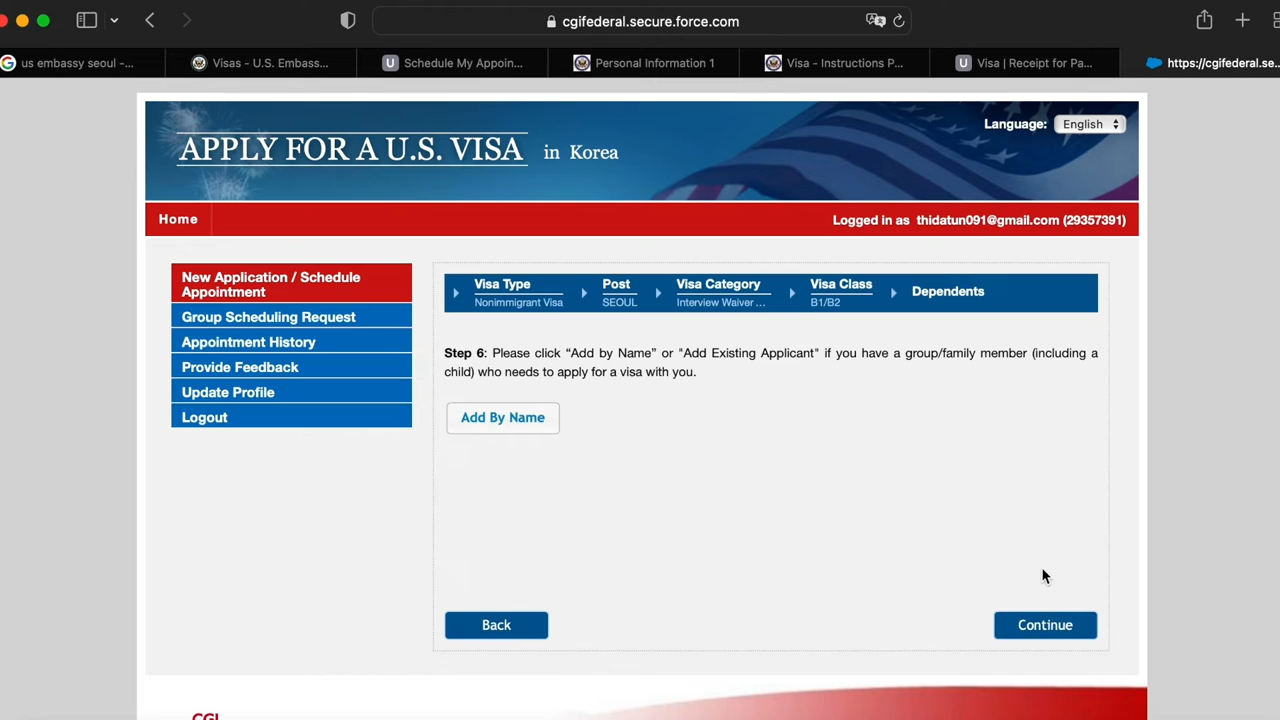 cgifederal.secure.force.com
us embassy seoul -...
Visas - U.S. Embass...
Schedule My Appoin...
Personal Information 1
Visa - Instructions P...
Visa | Receipt for Pa...
https://cgifederal.se...
Language: English
APPLY FOR A U.S. VISA in Korea
Home
Logged in as thidatun091@gmail.com (29357391)
New Application / Schedule
Appointment
Group Scheduling Request
Appointment History
Provide Feedback
Update Profile
Logout
Visa Type
Nonimmigrant Visa
Post
SEOUL
Visa Category
Interview Waiver ...
Visa Class
B1/B2
Dependents
Step 6: Please click “Add by Name” or "Add Existing Applicant" if you have a group/family member (including a
child) who needs to apply for a visa with you.
Add By Name
Back
Continue
CGI